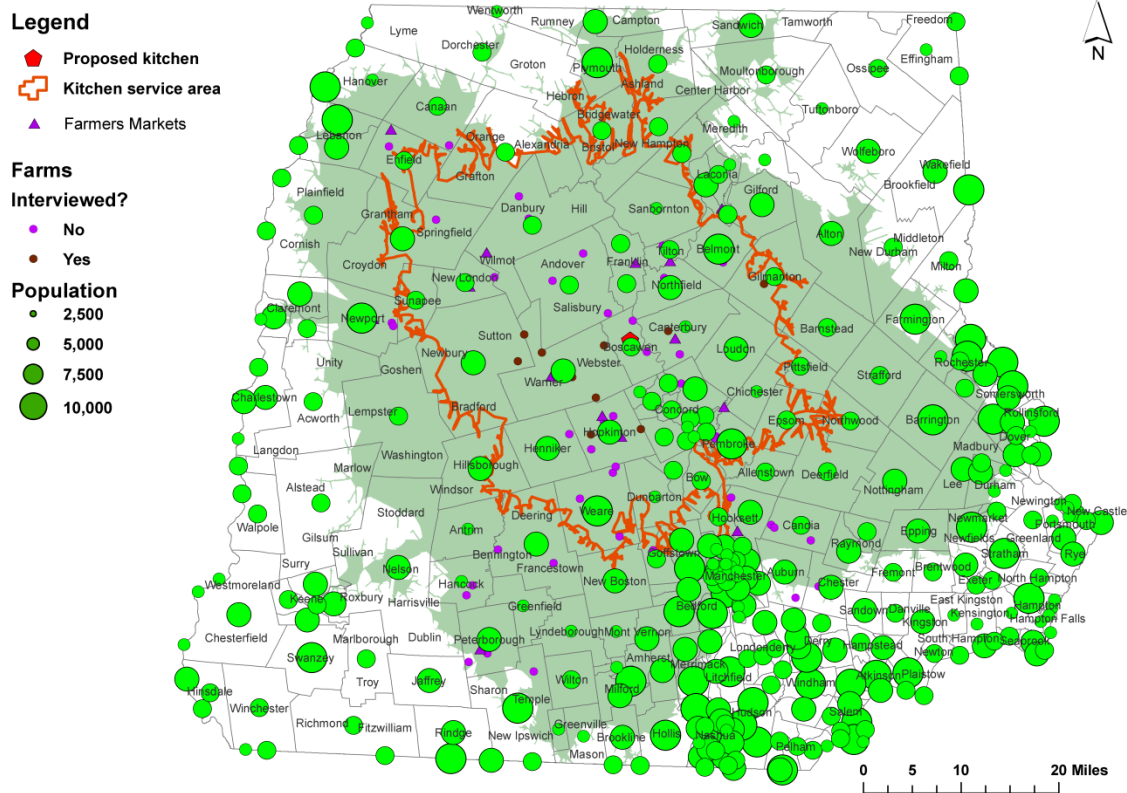 Legend
Proposed kitchen
Kitchen service area
Farmers Markets
Farms
Interviewed?
No
Yes
Population
2,500
5,000
7,500
10,000
N
Wentworth
Rumney
Campton
Sandwich
Tamworth
Freedom
Lyme
Dorchester
Holderness
Effingham
Groton
Plymouth
Moultonborough
Ossipee
Hanover
Ashland
Center Harbor
Hebron
Canaan
Bridgewater
Tuftonboro
Lebanon
Orange
Meredith
Alexandria
Bristol
New Hampton
Enfield
Wolfeboro
Wakefield
Grafton
Laconia
Plainfield
Gilford
Brookfield
Danbury
Hill
Sanbornton
Grantham
Springfield
Alton
Middleton
Cornish
New Durham
Tilton
Belmont
Wilmot
Andover
Franklin
Croydon
Milton
New London
Gilmanton
Northfield
Sunapee
Claremont
Salisbury
Newport
Farmington
Canterbury
Barnstead
Sutton
Boscawen
Loudon
Newbury
Unity
Webster
Rochester
Goshen
Pittsfield
Warner
Strafford
Chichester
Somersworth
Charlestown
Acworth
Lempster
Bradford
Concord
Rollinsford
Epsom
Northwood
Barrington
Hopkinton
Dover
Pembroke
Madbury
Langdon
Henniker
Washington
Marlow
Hillsborough
Allenstown
Deerfield
Lee
Durham
Bow
Nottingham
Alstead
Windsor
Dunbarton
Newington
Stoddard
Weare
New Castle
Walpole
Deering
Hooksett
Candia
Newmarket
Portsmouth
Antrim
Epping
Gilsum
Newfields
Greenland
Sullivan
Raymond
Bennington
Goffstown
Stratham
Rye
Surry
Francestown
Nelson
Brentwood
Auburn
Fremont
Westmoreland
Hancock
New Boston
Manchester
Exeter
North Hampton
Chester
Keene
Roxbury
Harrisville
East Kingston
Greenfield
Bedford
Sandown
Danville
Hampton
Kensington
Kingston
Hampton Falls
Chesterfield
Marlborough
Dublin
Lyndeborough
Mont Vernon
Peterborough
Derry
Hampstead
South Hampton
Seabrook
Londonderry
Newton
Swanzey
Amherst
Merrimack
Atkinson
Plaistow
Troy
Jaffrey
Wilton
Litchfield
Windham
Sharon
Milford
Hinsdale
Temple
Winchester
Hudson
Salem
Richmond
Fitzwilliam
Greenville
Rindge
New Ipswich
Brookline
Hollis
Nashua
Pelham
Mason
0 5 10 20 Miles